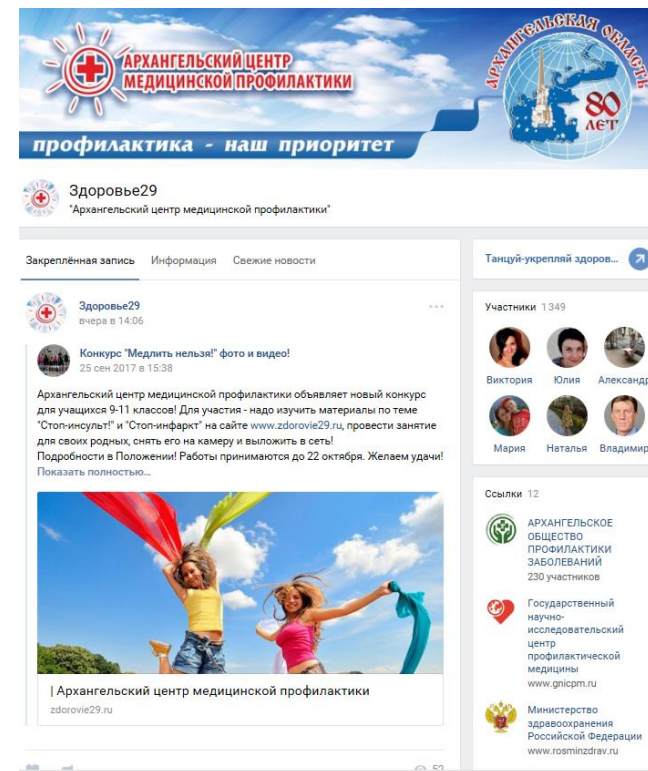 АРХАНГЕЛЬСКИЙ ЦЕНТР
МЕДИЦИНСКОЙ ПРОФИЛАКТИКИ
профилактика - наш приоритет
АРХАНГЕЛЬСКАЯ ОБЛАСТЬ
80
ЛЕТ
Здоровье29
"Архангельский центр медицинской профилактики"
Закреплённая запись Информация Свежие новости
Здоровье29
вчера в 14:06
Конкурс "Медлить нельзя!" фото и видео!
25 сен 2017 в 15:38
Архангельский центр медицинской профилактики объявляет новый конкурс
для учащихся 9-11 классов! Для участия - надо изучить материалы по теме
"Стоп-инсульт!" и "Стоп-инфаркт" на сайте www.zdorovie29.ru, провести занятие
для своих родных, снять его на камеру и выложить в сеть!
Подробности в Положении! Работы принимаются до 22 октября. Желаем удачи!
Показать полностью...
| Архангельский центр медицинской профилактики
zdorovie29.ru
52
Танцуй-укрепляй здоров...
Участники 1 349
Виктория Юлия Александр
Мария Наталья Владимир
Ссылки 12
АРХАНГЕЛЬСКОЕ
ОБЩЕСТВО
ПРОФИЛАКТИКИ
ЗАБОЛЕВАНИЙ
230 участников
Государственный
научно-
исследовательский
центр
профилактической
медицины
www.gnicpm.ru
Министерство
здравоохранения
Российской Федерации
www.rosminzdrav.ru